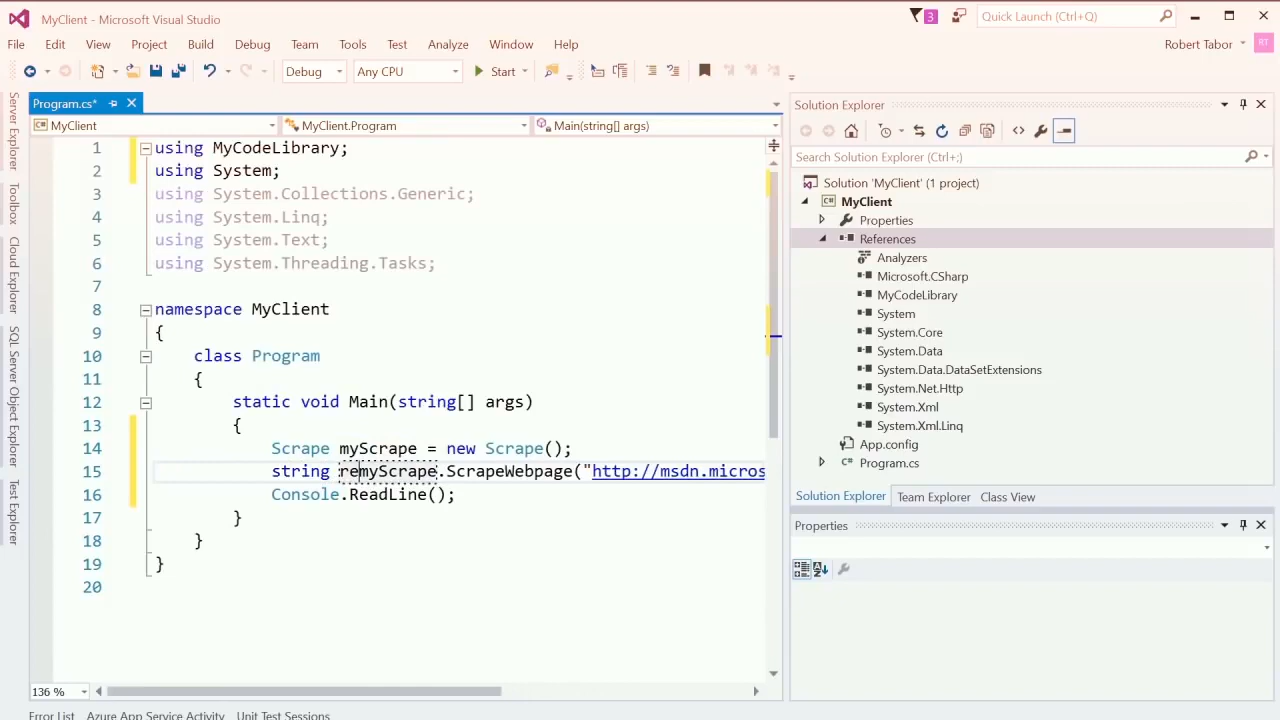 MyClient - Microsoft Visual Studio
3
Quick Launch (Ctrl+Q)
File Edit View Project Build Debug Team Tools Test Analyze Window Help
Robert Tabor
RT
Debug
Any CPU
Start
Server Explorer
Toolbox
Cloud Explorer
SQL Server Object Explorer
Test Explorer
Program.cs*
MyClient
MyClient.Program
Main(string[] args)
1 using MyCodeLibrary;
2 using System;
3 using System.Collections.Generic;
4 using System.Linq;
5 using System.Text;
6 using System.Threading.Tasks;
7
8 namespace MyClient
9 {
10 class Program
11 {
12 static void Main(string[] args)
13 {
14 Scrape myScrape = new Scrape();
15 string remyScrape.ScrapeWebpage("http://msdn.micros
16 Console.ReadLine();
17 }
18 }
19 }
20
136 %
Error List Azure App Service Activity Unit Test Sessions
Solution Explorer
Search Solution Explorer (Ctrl+;)
Solution 'MyClient' (1 project)
C# MyClient
Properties
References
Analyzers
Microsoft.CSharp
MyCodeLibrary
System
System.Core
System.Data
System.Data.DataSetExtensions
System.Net.Http
System.Xml
System.Xml.Linq
App.config
C# Program.cs
Solution Explorer Team Explorer Class View
Properties